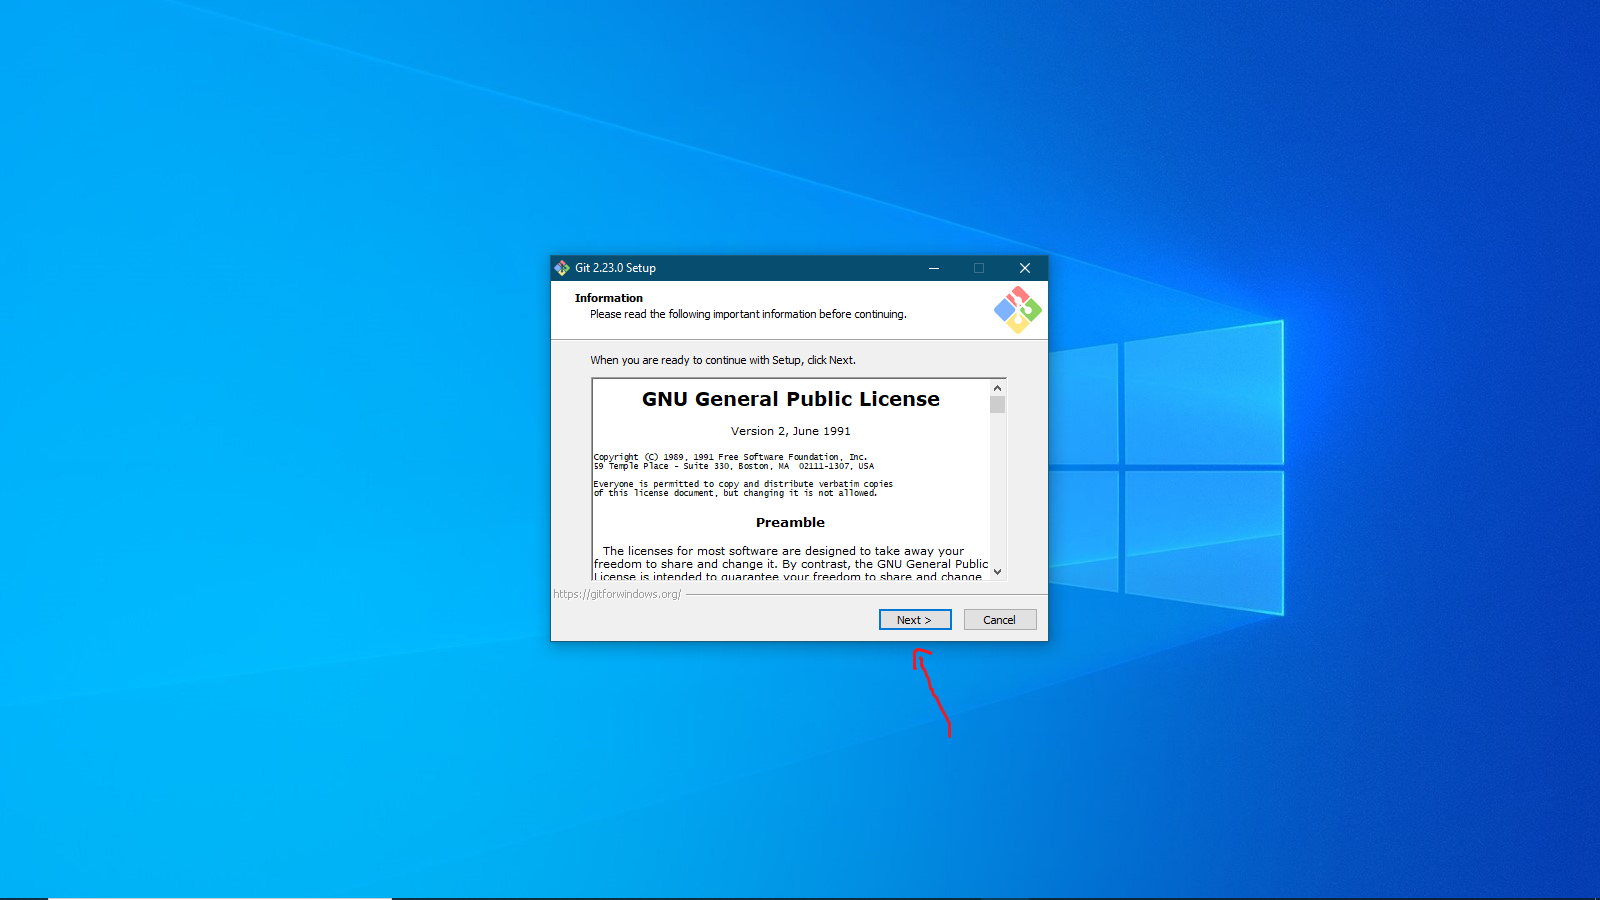 Git 2.23.0 Setup
Information
Please read the following important information before continuing.
When you are ready to continue with Setup, click Next.
GNU General Public License
Version 2, June 1991
Copyright (C) 1989, 1991 Free Software Foundation, Inc.
59 Temple Place - Suite 330, Boston, MA  02111-1307, USA
Everyone is permitted to copy and distribute verbatim copies
of this license document, but changing it is not allowed.
Preamble
The licenses for most software are designed to take away your
freedom to share and change it. By contrast, the GNU General Public
License is intended to guarantee your freedom to share and change
https://gitforwindows.org/
Next >
Cancel